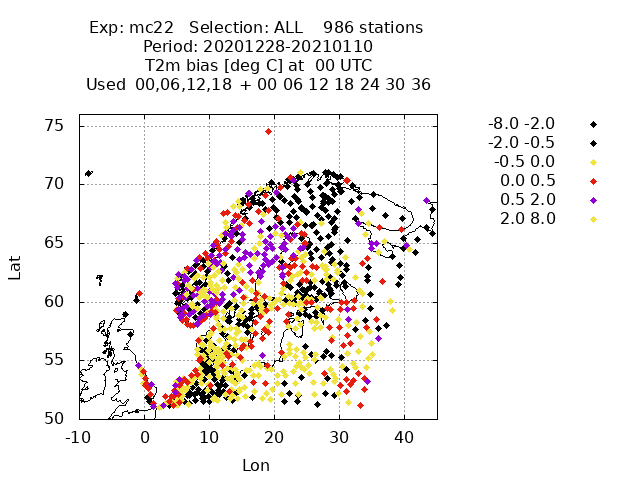 Exp: mc22 Selection: ALL 986 stations
Period: 20201228-20210110
T2m bias [deg C] at 00 UTC
Used 00,06,12,18 + 00 06 12 18 24 30 36
-8.0 -2.0
-2.0 -0.5
-0.5 0.0
0.0 0.5
0.5 2.0
2.0 8.0
75
70
65
60
55
50
Lat
-10 0 10 20 30 40
Lon